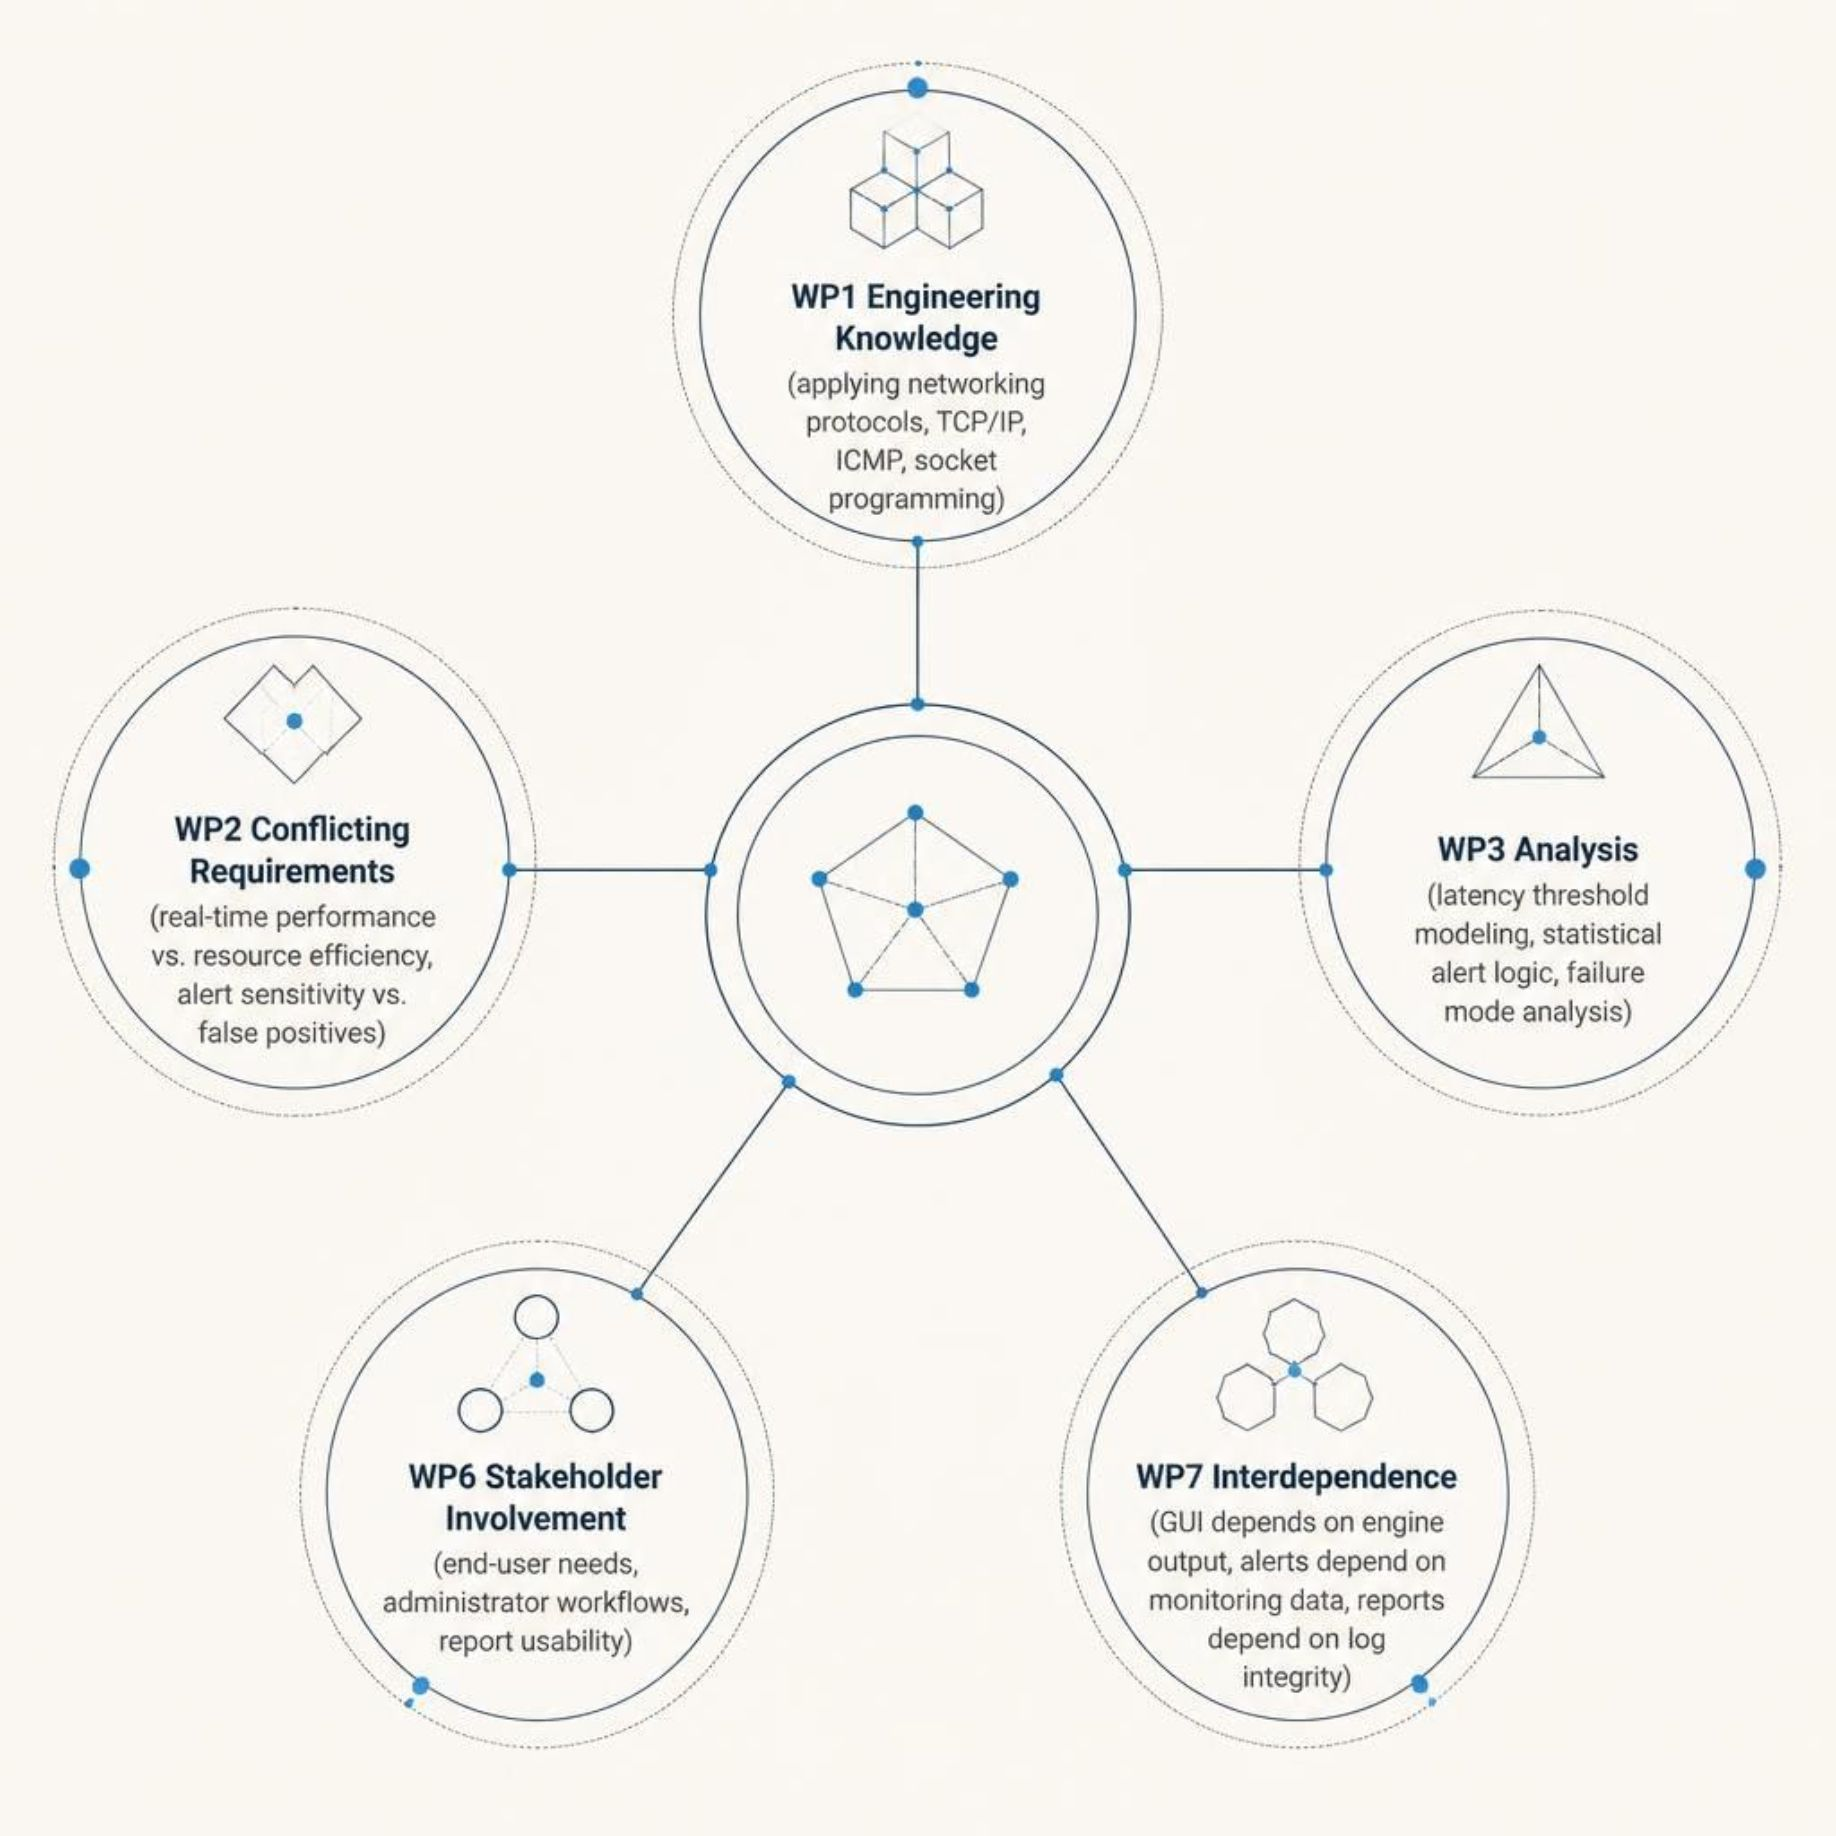 WP1 Engineering
Knowledge
(applying networking
protocols, TCP/IP,
ICMP, socket
programming)
WP2 Conflicting
Requirements
(real-time performance
vs. resource efficiency,
alert sensitivity vs.
false positives)
WP3 Analysis
(latency threshold
modeling, statistical
alert logic, failure
mode analysis)
WP6 Stakeholder
Involvement
(end-user needs,
administrator workflows,
report usability)
WP7 Interdependence
(GUI depends on engine
output, alerts depend on
monitoring data, reports
depend on log
integrity)